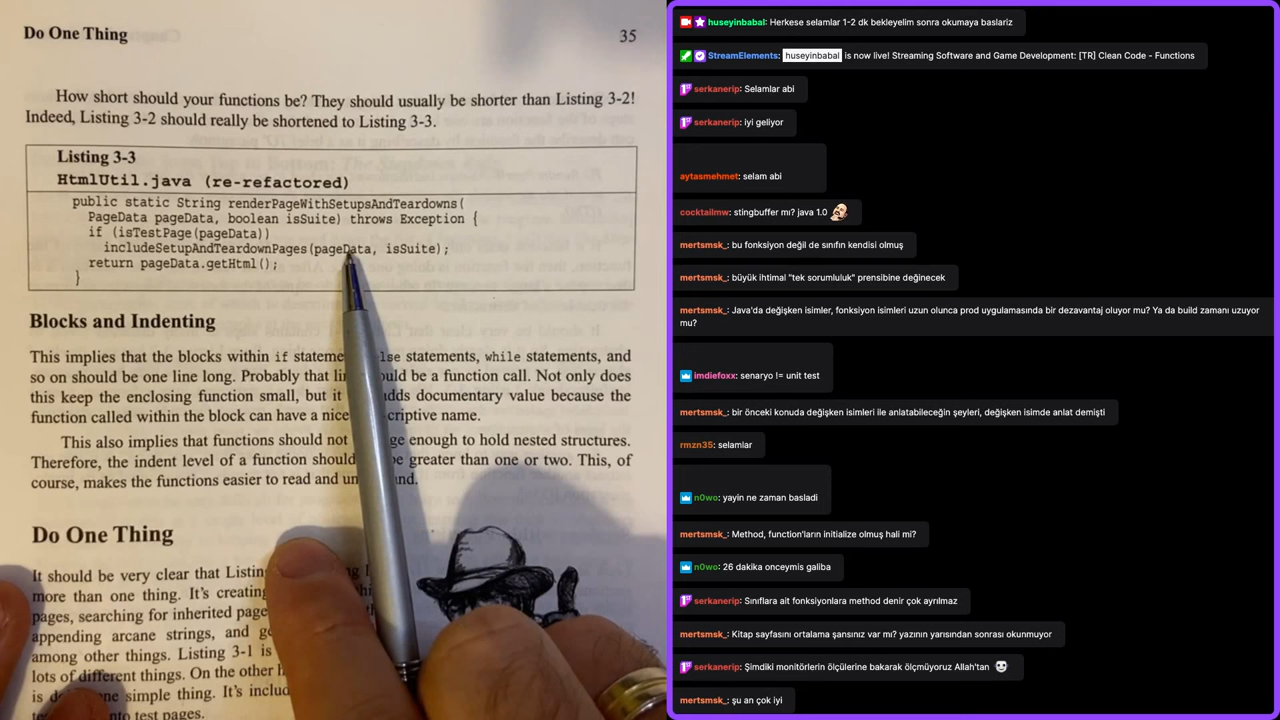 Do One Thing
35
How short should your functions be? They should usually be shorter than Listing 3-2!
Indeed, Listing 3-2 should really be shortened to Listing 3-3.
Listing 3-3
HtmlUtil.java (re-refactored)
public static String renderPageWithSetupsAndTeardowns(
PageData pageData, boolean isSuite) throws Exception {
if (isTestPage(pageData))
includeSetupAndTeardownPages(pageData, isSuite);
return pageData.getHtml();
}
Blocks and Indenting
This implies that the blocks within if statements, statements, while statements, and
so on should be one line long. Probably that should be a function call. Not only does
this keep the enclosing function small, but it adds documentary value because the
function called within the block can have a nice descriptive name.
This also implies that functions should not enough to hold nested structures.
Therefore, the indent level of a function should be greater than one or two. This, of
course, makes the functions easier to read and
Do One Thing
It should be very clear that Listing
more than one thing. It's creating
pages, searching for inherited page
appending arcane strings, and
among other things. Listing 3-1 is
lots of different things. On the other
is simple thing. It's
into test pages.
huseyinbabal: Herkese selamlar 1-2 dk bekleyelim sonra okumaya baslariz
StreamElements: huseyinbabal is now live! Streaming Software and Game Development: [TR] Clean Code - Functions
serkanerip: Selamlar abi
serkanerip: iyi geliyor
aytasmehmet: selam abi
cocktailmw: stingbuffer mı? java 1.0
mertsmsk_: bu fonksiyon değil de sınıfın kendisi olmuş
mertsmsk_: büyük ihtimal "tek sorumluluk" prensibine değinecek
mertsmsk_: Java'da değişken isimler, fonksiyon isimleri uzun olunca prod uygulamasında bir dezavantaj oluyor mu? Ya da build zamanı uzuyor
mu?
imdiefoxx: senaryo != unit test
mertsmsk_: bir önceki konuda değişken isimleri ile anlatabileceğin şeyleri, değişken isimde anlat demişti
rmzn35: selamlar
n0wo: yayin ne zaman basladi
mertsmsk_: Method, function'ların initialize olmuş hali mi?
n0wo: 26 dakika onceymis galiba
serkanerip: Sınıflara ait fonksiyonlara method denir çok ayrılmaz
mertsmsk_: Kitap sayfasını ortalama şansınız var mı? yazının yarısından sonrası okunmuyor
serkanerip: Şimdiki monitörlerin ölçülerine bakarak ölçmüyoruz Allah'tan
mertsmsk_: şu an çok iyi